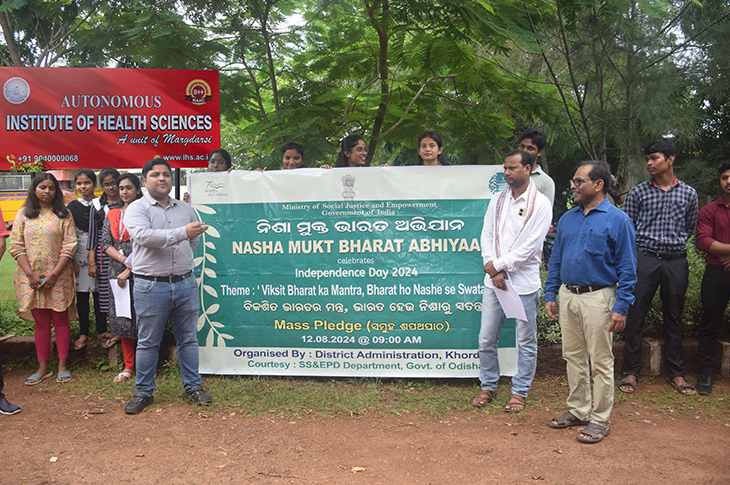 AUTONOMOUS
INSTITUTE OF HEALTH SCIENCES
A unit of Margdarsi
+91 9040009068
www.ihs.ac.i
Ministry of Social Justice and Empowerment,
Government of India
ନିଶା ମୁକ୍ତ ଭାରତ ଅଭିଯାନ
NASHA MUKT BHARAT ABHIYAA
celebrates
Independence Day 2024
Theme : ' Viksit Bharat ka Mantra, Bharat ho Nashe se Swata
ବିକଶିତ ଭାରତର ମନ୍ତ୍ର, ଭାରତ ହେଉ ନିଶାରୁ ସ୍ବତନ୍ତ
Mass Pledge (ସମୂହ ଶପଥପାଠ)
12.08.2024 @ 09:00 AM
Organised By : District Administration, Khord
Courtesy : SS&EPD Department, Govt. of Odisha